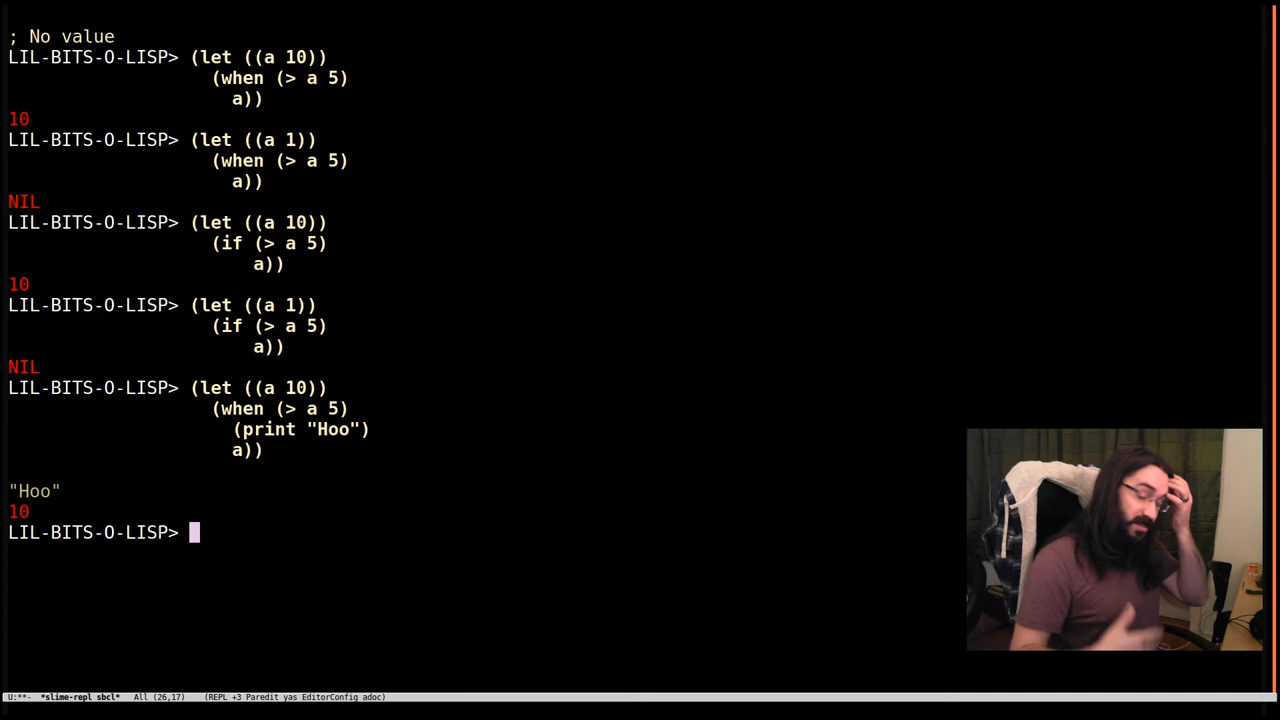 ; No value
LIL-BITS-O-LISP> (let ((a 10))
(when (> a 5)
a))
10
LIL-BITS-O-LISP> (let ((a 1))
(when (> a 5)
a))
NIL
LIL-BITS-O-LISP> (let ((a 10))
(if (> a 5)
a))
10
LIL-BITS-O-LISP> (let ((a 1))
(if (> a 5)
a))
NIL
LIL-BITS-O-LISP> (let ((a 10))
(when (> a 5)
(print "Hoo")
a))
"Hoo"
10
LIL-BITS-O-LISP>
U:**- *slime-repl sbcl* All (26,17) (REPL +3 Paredit yas EditorConfig adoc)